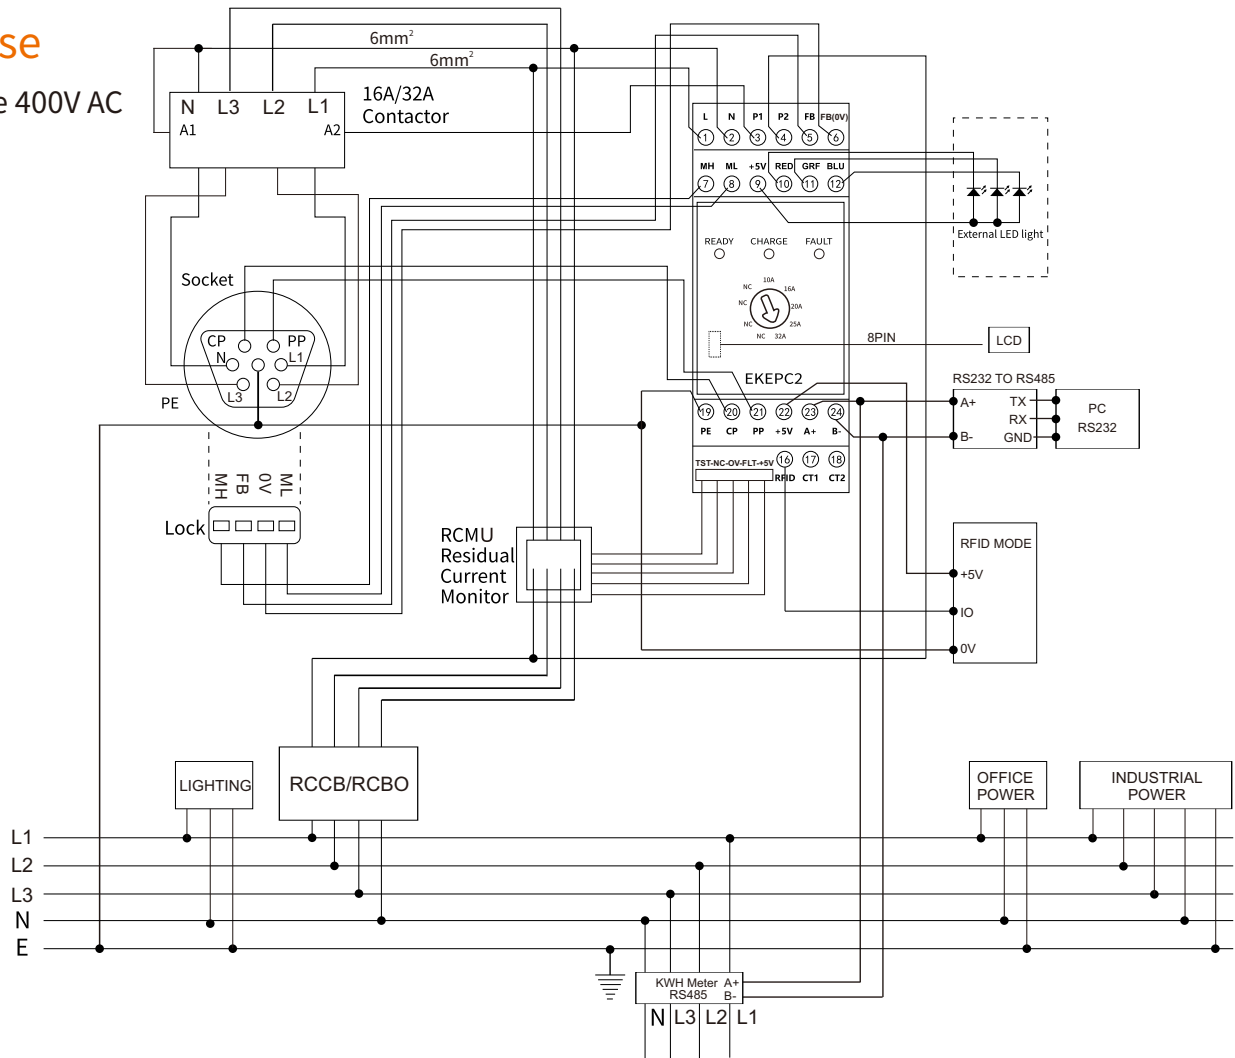 se
e 400V AC
6mm²
6mm²
N L3 L2 L1
A1 A2
16A/32A
Contactor
L N P1 P2 FB FB(0V)
1 2 3 4 5 6
MH ML +5V RED GRF BLU
7 8 9 10 11 12
External LED light
READY CHARGE FAULT
10A
16A
20A
25A
32A
NC
NC
NC
NC
8PIN
LCD
EKEPC2
19 20 21 22 23 24
PE CP PP +5V A+ B-
TST-NC-OV-FLT-+5V
16 17 18
RFID CT1 CT2
Socket
CP PP
N L1
L3 L2
PE
MH FB 0V ML
Lock
RCMU
Residual
Current
Monitor
RS232 TO RS485
A+ TX
RX
B- GND
PC
RS232
RFID MODE
+5V
IO
0V
LIGHTING
RCCB/RCBO
OFFICE
POWER
INDUSTRIAL
POWER
L1
L2
L3
N
E
KWH Meter A+
RS485 B-
N L3 L2 L1